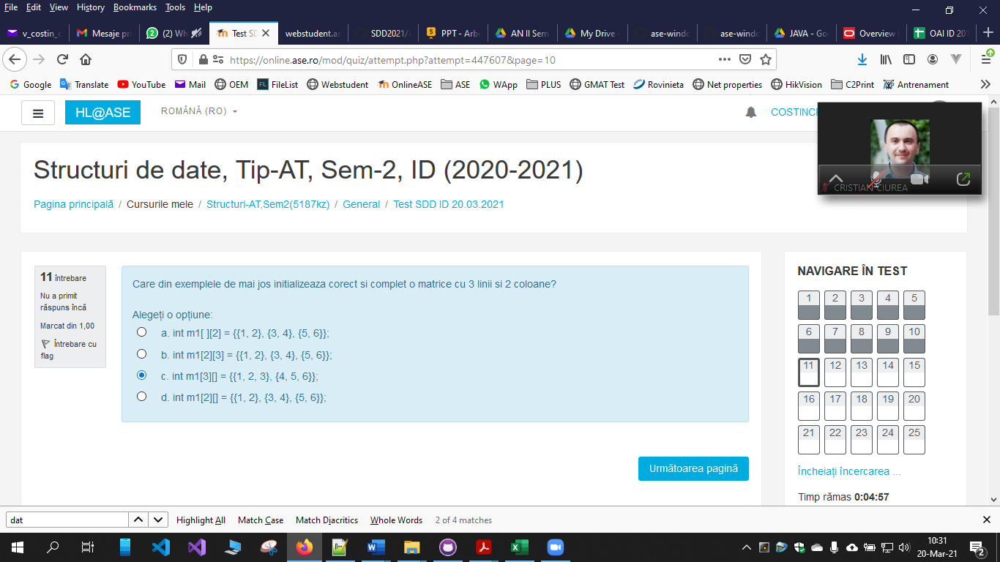 File Edit View History Bookmarks Tools Help
v_costin_c
Mesaje pri
(2) Wh
Test SD
webstudent.as
SDD2021/c
PPT - Arb
AN II Sem
My Drive -
ase-windo
ase-windo
JAVA - Go
Overview
OAI ID 201
https://online.ase.ro/mod/quiz/attempt.php?attempt=447607&page=10
Google Translate YouTube Mail OEM FileList Webstudent OnlineASE ASE WApp PLUS GMAT Test Rovinieta Net properties HikVision C2Print Antrenament
HL@ASE ROMÂNĂ (RO) COSTINCE
CRISTIAN CIUREA
Structuri de date, Tip-AT, Sem-2, ID (2020-2021)
Pagina principală / Cursurile mele / Structuri-AT,Sem2(5187kz) / General / Test SDD ID 20.03.2021
11 întrebare
Nu a primit
răspuns încă
Marcat din 1,00
Întrebare cu
flag
Care din exemplele de mai jos initializeaza corect si complet o matrice cu 3 linii si 2 coloane?
Alegeți o opțiune:
a. int m1[ ][2] = {{1, 2}, {3, 4}, {5, 6}};
b. int m1[2][3] = {{1, 2}, {3, 4}, {5, 6}};
c. int m1[3][] = {{1, 2, 3}, {4, 5, 6}};
d. int m1[2][] = {{1, 2}, {3, 4}, {5, 6}};
Următoarea pagină
NAVIGARE ÎN TEST
1 2 3 4 5
6 7 8 9 10
11 12 13 14 15
16 17 18 19 20
21 22 23 24 25
Încheiați încercarea ...
Timp rămas 0:04:57
dat Highlight All Match Case Match Diacritics Whole Words 2 of 4 matches
10:31
20-Mar-21
2